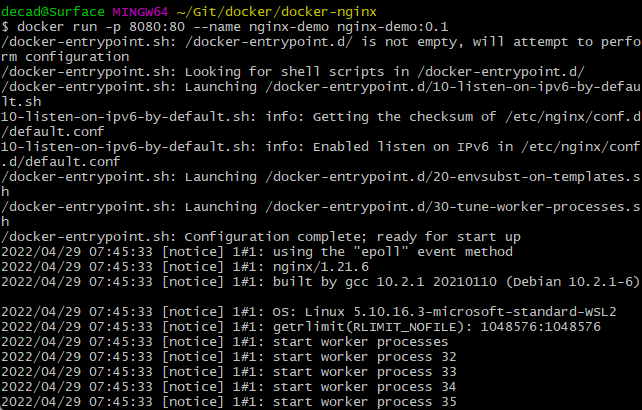 decad@Surface MINGW64 ~/Git/docker/docker-nginx
$ docker run -p 8080:80 --name nginx-demo nginx-demo:0.1
/docker-entrypoint.sh: /docker-entrypoint.d/ is not empty, will attempt to perfo
rm configuration
/docker-entrypoint.sh: Looking for shell scripts in /docker-entrypoint.d/
/docker-entrypoint.sh: Launching /docker-entrypoint.d/10-listen-on-ipv6-by-defau
lt.sh
10-listen-on-ipv6-by-default.sh: info: Getting the checksum of /etc/nginx/conf.d
/default.conf
10-listen-on-ipv6-by-default.sh: info: Enabled listen on IPv6 in /etc/nginx/conf
.d/default.conf
/docker-entrypoint.sh: Launching /docker-entrypoint.d/20-envsubst-on-templates.s
h
/docker-entrypoint.sh: Launching /docker-entrypoint.d/30-tune-worker-processes.s
h
/docker-entrypoint.sh: Configuration complete; ready for start up
2022/04/29 07:45:33 [notice] 1#1: using the "epoll" event method
2022/04/29 07:45:33 [notice] 1#1: nginx/1.21.6
2022/04/29 07:45:33 [notice] 1#1: built by gcc 10.2.1 20210110 (Debian 10.2.1-6)
2022/04/29 07:45:33 [notice] 1#1: OS: Linux 5.10.16.3-microsoft-standard-WSL2
2022/04/29 07:45:33 [notice] 1#1: getrlimit(RLIMIT_NOFILE): 1048576:1048576
2022/04/29 07:45:33 [notice] 1#1: start worker processes
2022/04/29 07:45:33 [notice] 1#1: start worker process 32
2022/04/29 07:45:33 [notice] 1#1: start worker process 33
2022/04/29 07:45:33 [notice] 1#1: start worker process 34
2022/04/29 07:45:33 [notice] 1#1: start worker process 35